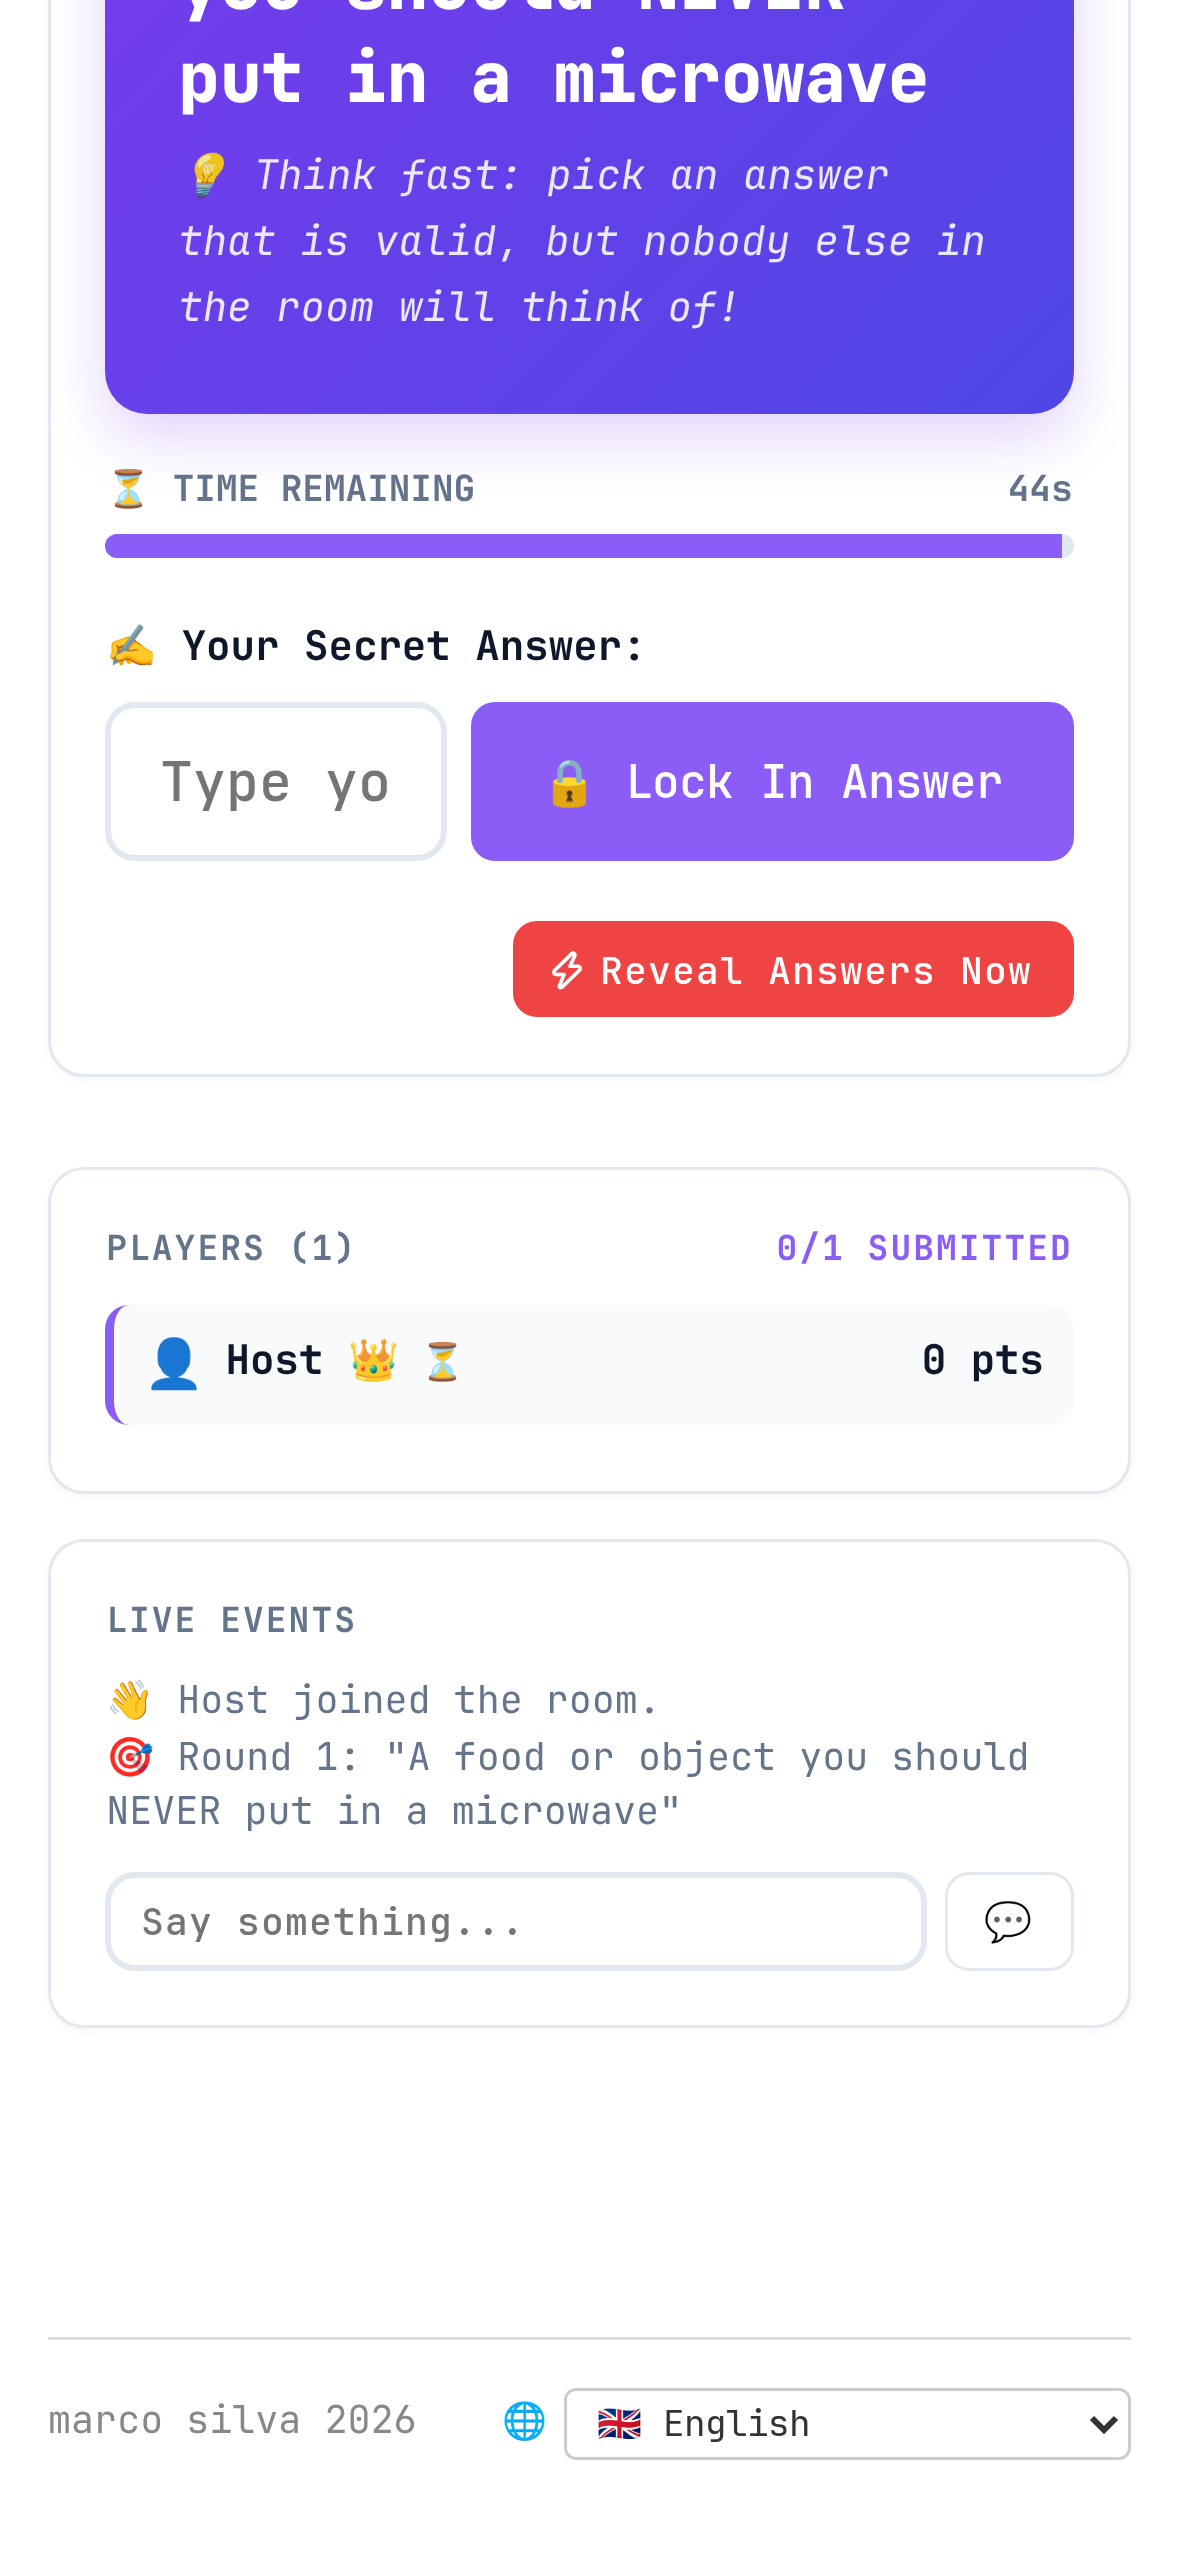 you should NEVER
put in a microwave
💡 Think fast: pick an answer
that is valid, but nobody else in
the room will think of!
⏳ TIME REMAINING 44s
✍️ Your Secret Answer:
Type yo
🔒 Lock In Answer
Reveal Answers Now
PLAYERS (1) 0/1 SUBMITTED
👤 Host 👑 ⏳ 0 pts
LIVE EVENTS
👋 Host joined the room.
🎯 Round 1: "A food or object you should
NEVER put in a microwave"
Say something...
💬
marco silva 2026 🌐 🇬🇧 English